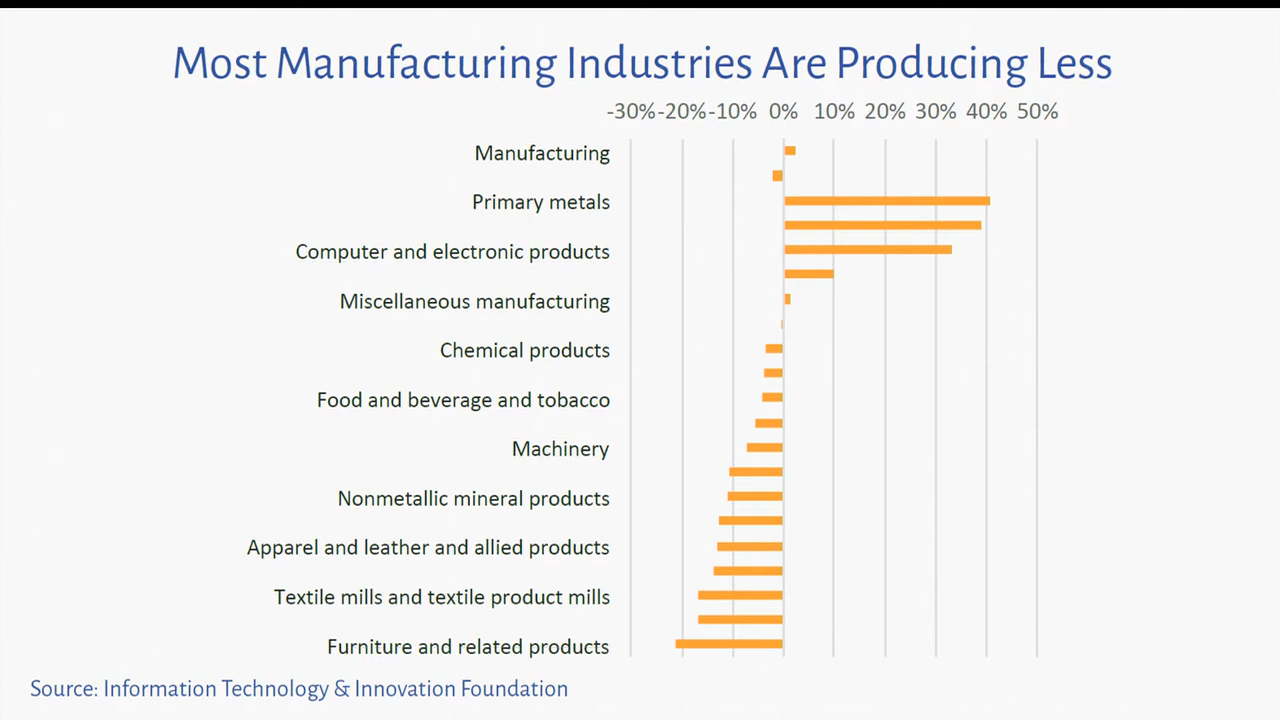 Most Manufacturing Industries Are Producing Less
-30%-20%-10% 0% 10% 20% 30% 40% 50%
Manufacturing
Primary metals
Computer and electronic products
Miscellaneous manufacturing
Chemical products
Food and beverage and tobacco
Machinery
Nonmetallic mineral products
Apparel and leather and allied products
Textile mills and textile product mills
Furniture and related products
Source: Information Technology & Innovation Foundation